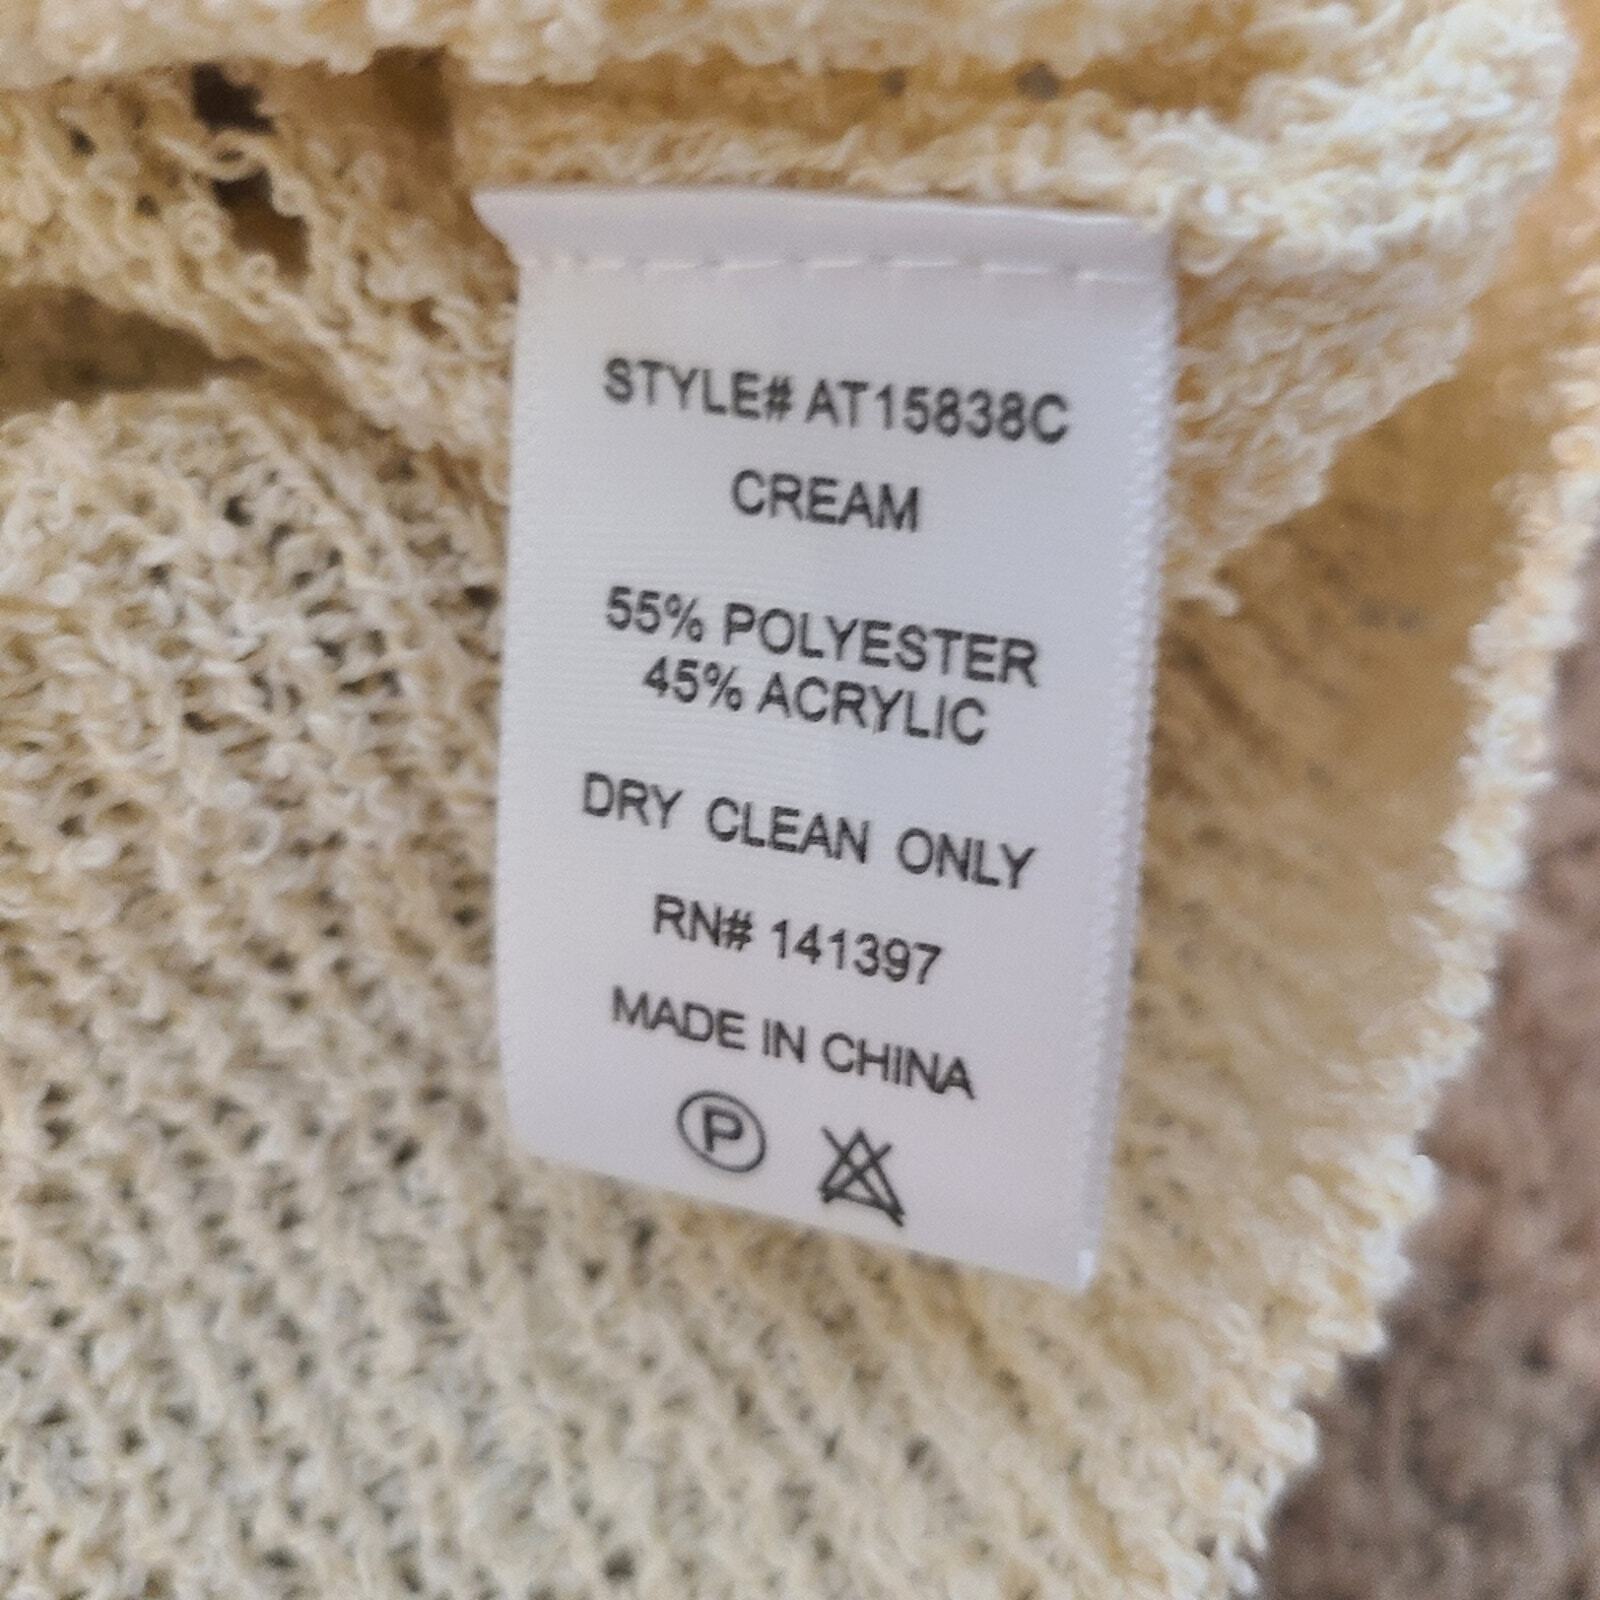 STYLE# AT15838C
CREAM
55% POLYESTER
45% ACRYLIC
DRY CLEAN ONLY
RN# 141397
MADE IN CHINA
P